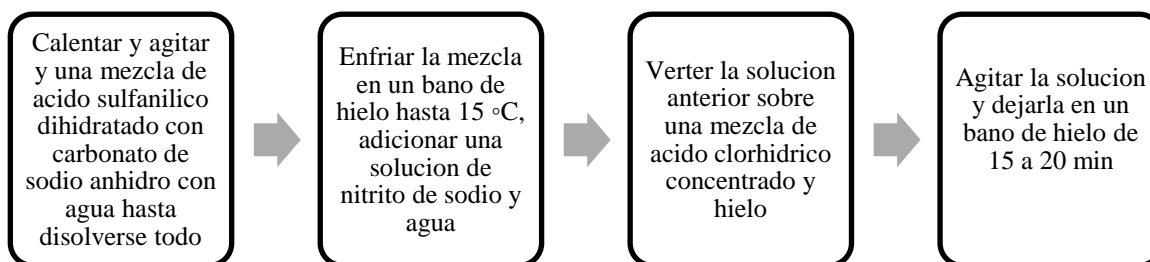 Calentar y agitar
y una mezcla de
acido sulfanilico
dihidratado con
carbonato de
sodio anhidro con
agua hasta
disolverse todo
Enfriar la mezcla
en un bano de
hielo hasta 15 ◦C,
adicionar una
solucion de
nitrito de sodio y
agua
Verter la solucion
anterior sobre
una mezcla de
acido clorhidrico
concentrado y
hielo
Agitar la solucion
y dejarla en un
bano de hielo de
15 a 20 min